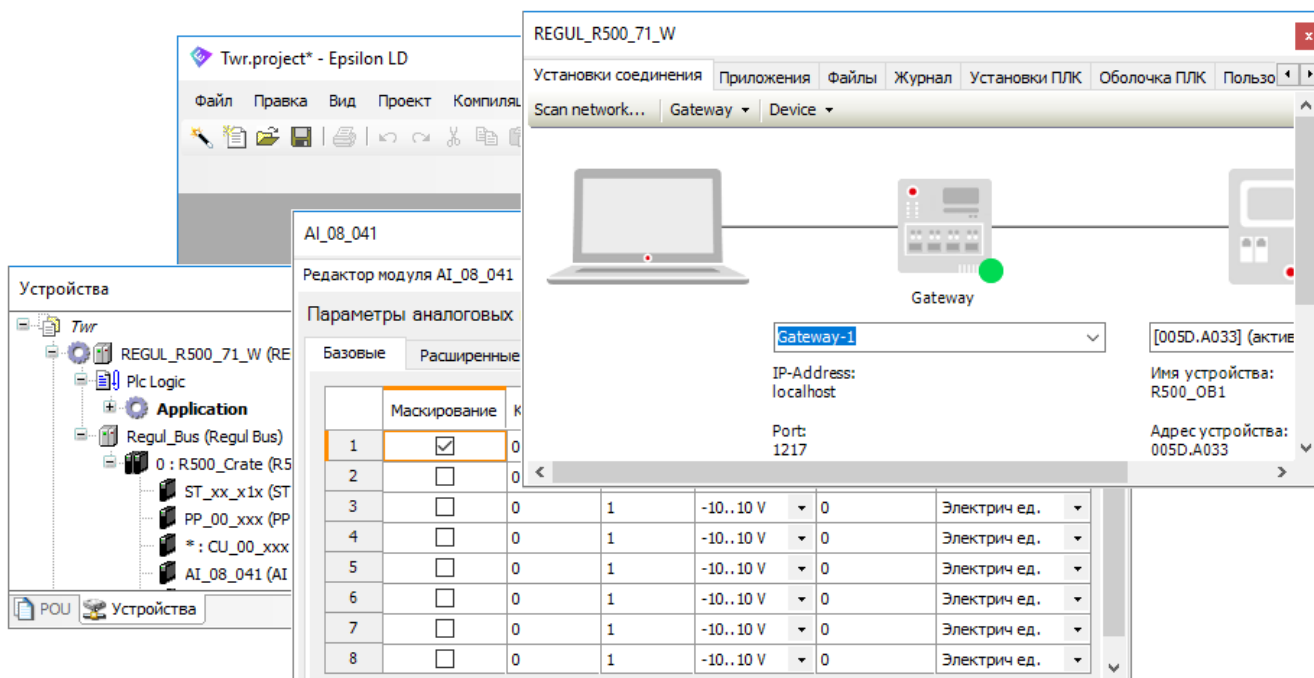 REGUL_R500_71_W
x
Установки соединения Приложения Файлы Журнал Установки ПЛК Оболочка ПЛК Пользо
Scan network... Gateway Device
Gateway
Gateway-1
[005D.A033] (актив
IP-Address:
localhost
Имя устройства:
R500_OB1
Port:
1217
Адрес устройства:
005D.A033
Twr.project* - Epsilon LD
Файл Правка Вид Проект Компиляц
AI_08_041
Редактор модуля AI_08_041
Параметры аналоговых
Базовые Расширенные
Маскирование К
1 0
2 0
3 0 1 -10..10 V 0 Электрич ед.
4 0 1 -10..10 V 0 Электрич ед.
5 0 1 -10..10 V 0 Электрич ед.
6 0 1 -10..10 V 0 Электрич ед.
7 0 1 -10..10 V 0 Электрич ед.
8 0 1 -10..10 V 0 Электрич ед.
Устройства
Twr
REGUL_R500_71_W (RE
Plc Logic
Application
Regul_Bus (Regul Bus)
0 : R500_Crate (R5
ST_xx_x1x (ST
PP_00_xxx (PP
* : CU_00_xxx
AI_08_041 (AI
POU Устройства